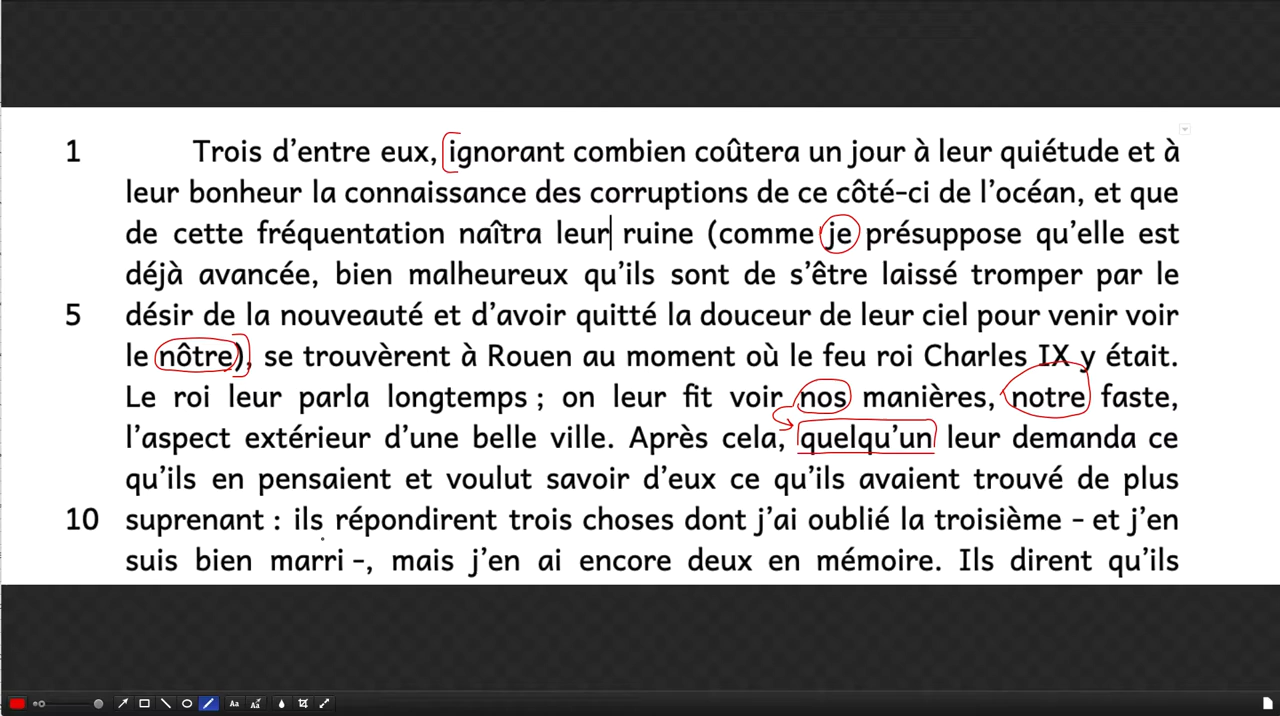 1 Trois d’entre eux, ignorant combien coûtera un jour à leur quiétude et à
leur bonheur la connaissance des corruptions de ce côté-ci de l’océan, et que
de cette fréquentation naîtra leur ruine (comme je présuppose qu’elle est
déjà avancée, bien malheureux qu’ils sont de s’être laissé tromper par le
5 désir de la nouveauté et d’avoir quitté la douceur de leur ciel pour venir voir
le nôtre), se trouvèrent à Rouen au moment où le feu roi Charles IX y était.
Le roi leur parla longtemps ; on leur fit voir nos manières, notre faste,
l’aspect extérieur d’une belle ville. Après cela, quelqu’un leur demanda ce
qu’ils en pensaient et voulut savoir d’eux ce qu’ils avaient trouvé de plus
10 suprenant : ils répondirent trois choses dont j’ai oublié la troisième - et j’en
suis bien marri -, mais j’en ai encore deux en mémoire. Ils dirent qu’ils
Aa Aa